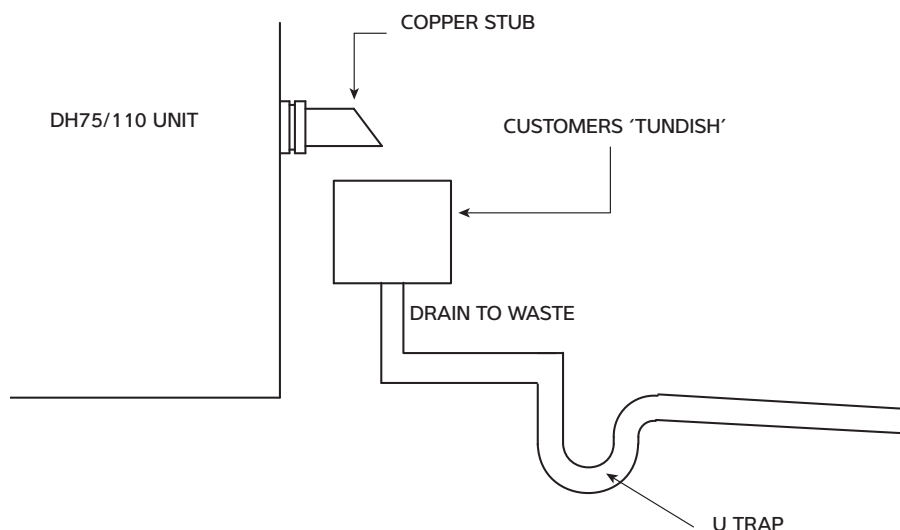 COPPER STUB
DH75/110 UNIT
CUSTOMERS ‘TUNDISH’
DRAIN TO WASTE
U TRAP